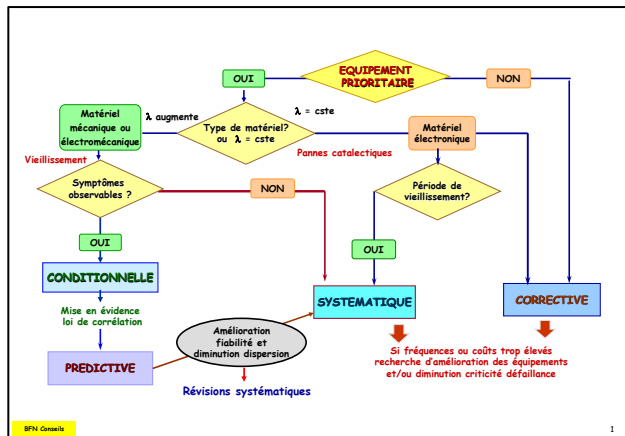 EQUIPEMENT
PRIORITAIRE
OUI
NON
λ augmente
λ = cste
Matériel
mécanique ou
électromécanique
Type de matériel?
ou λ = cste
Matériel
électronique
Vieillissement
Pannes catalectiques
Symptômes
observables ?
NON
Période de
vieillissement?
OUI
OUI
CONDITIONNELLE
SYSTEMATIQUE
CORRECTIVE
Mise en évidence
loi de corrélation
Amélioration
fiabilité et
diminution dispersion
PREDICTIVE
Si fréquences ou coûts trop élevés
recherche d'amélioration des équipements
et/ou diminution criticité défaillance
Révisions systématiques
BFN Conseils
1